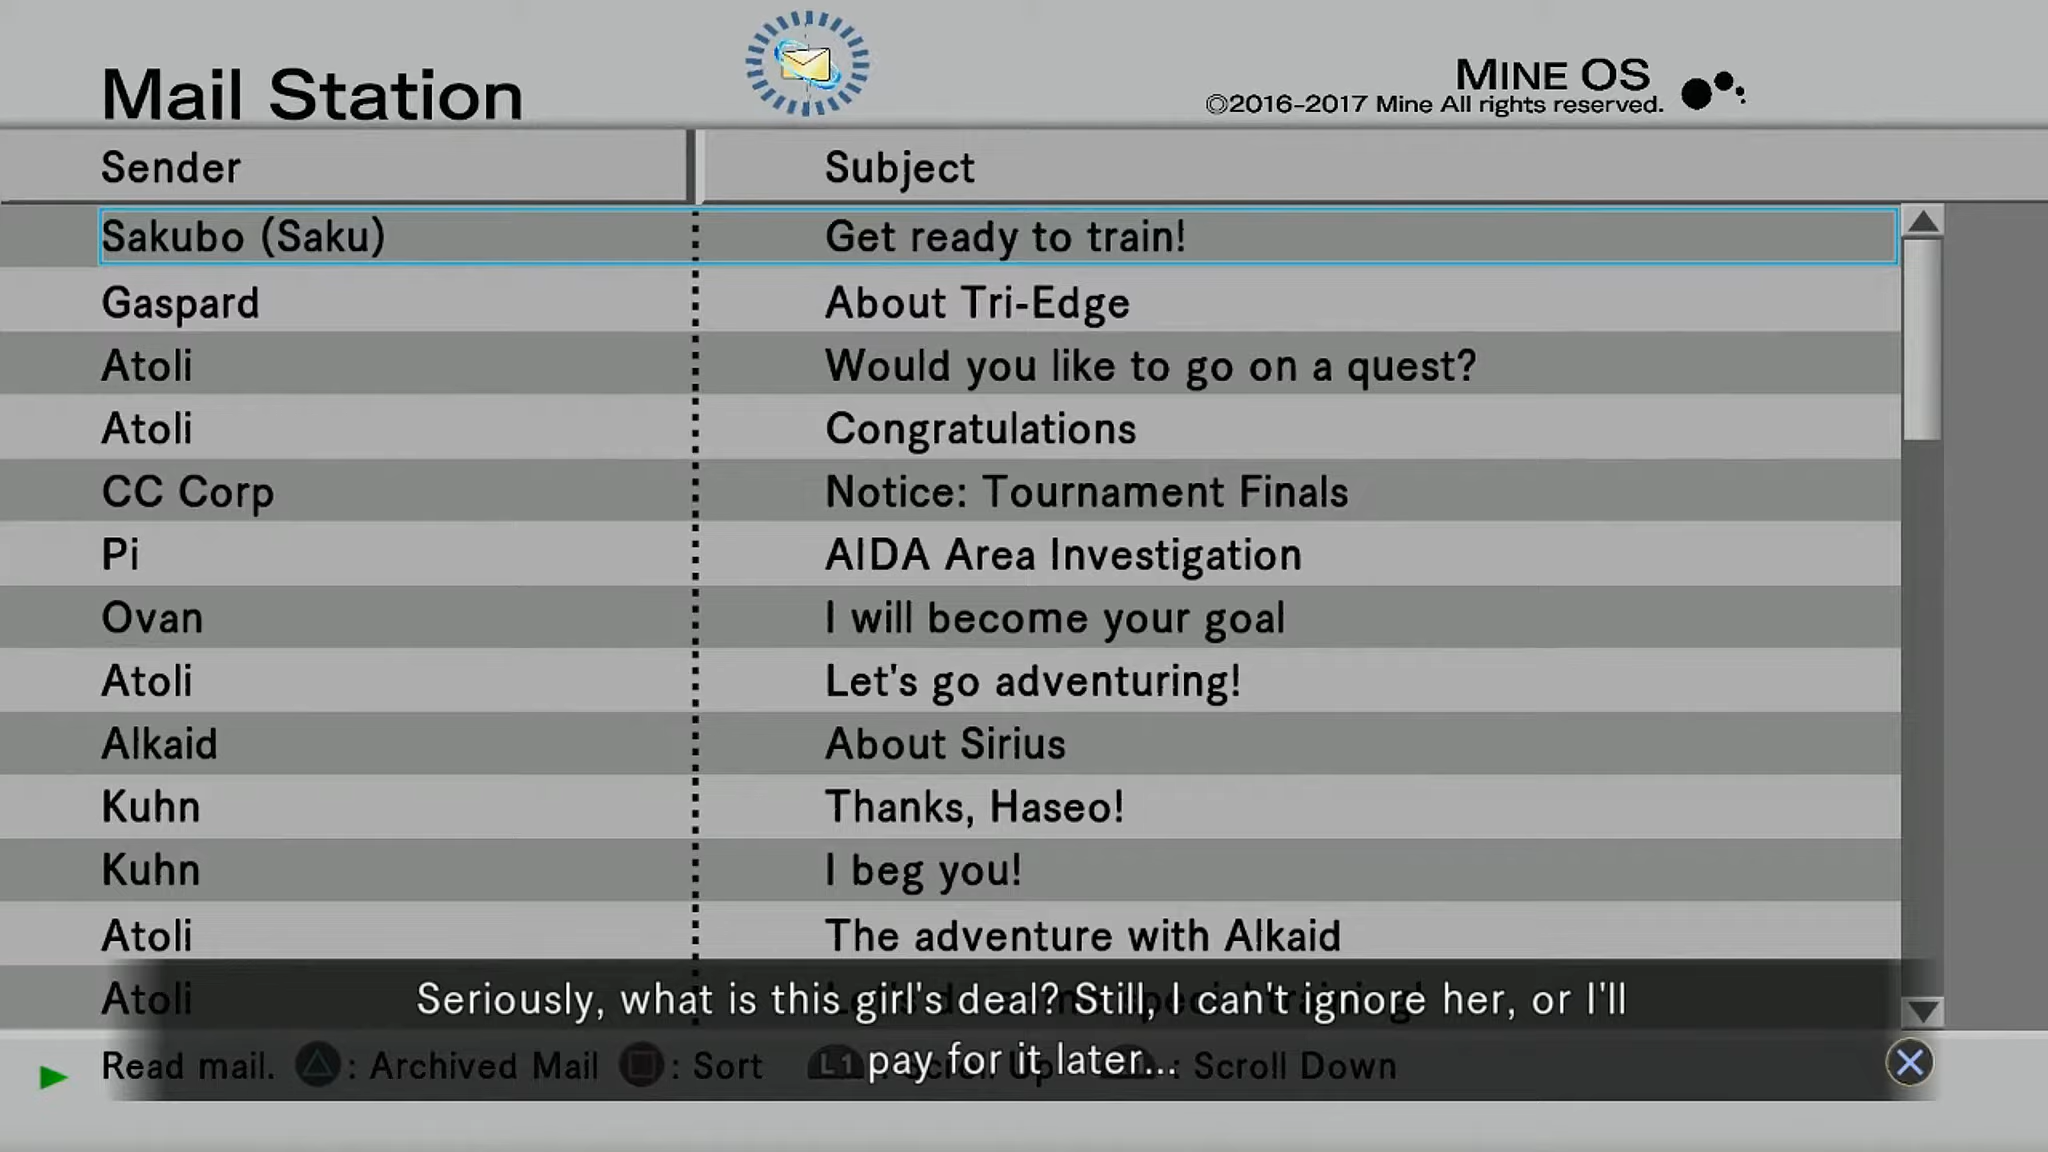 Mail Station
MINE OS
©2016-2017 Mine All rights reserved.
Sender Subject
Sakubo (Saku) Get ready to train!
Gaspard About Tri-Edge
Atoli Would you like to go on a quest?
Atoli Congratulations
CC Corp Notice: Tournament Finals
Pi AIDA Area Investigation
Ovan I will become your goal
Atoli Let's go adventuring!
Alkaid About Sirius
Kuhn Thanks, Haseo!
Kuhn I beg you!
Atoli The adventure with Alkaid
Atoli
Seriously, what is this girl's deal? Still, I can't ignore her, or I'll
pay for it later...
Read mail. : Archived Mail : Sort L1 : Scroll Up : Scroll Down